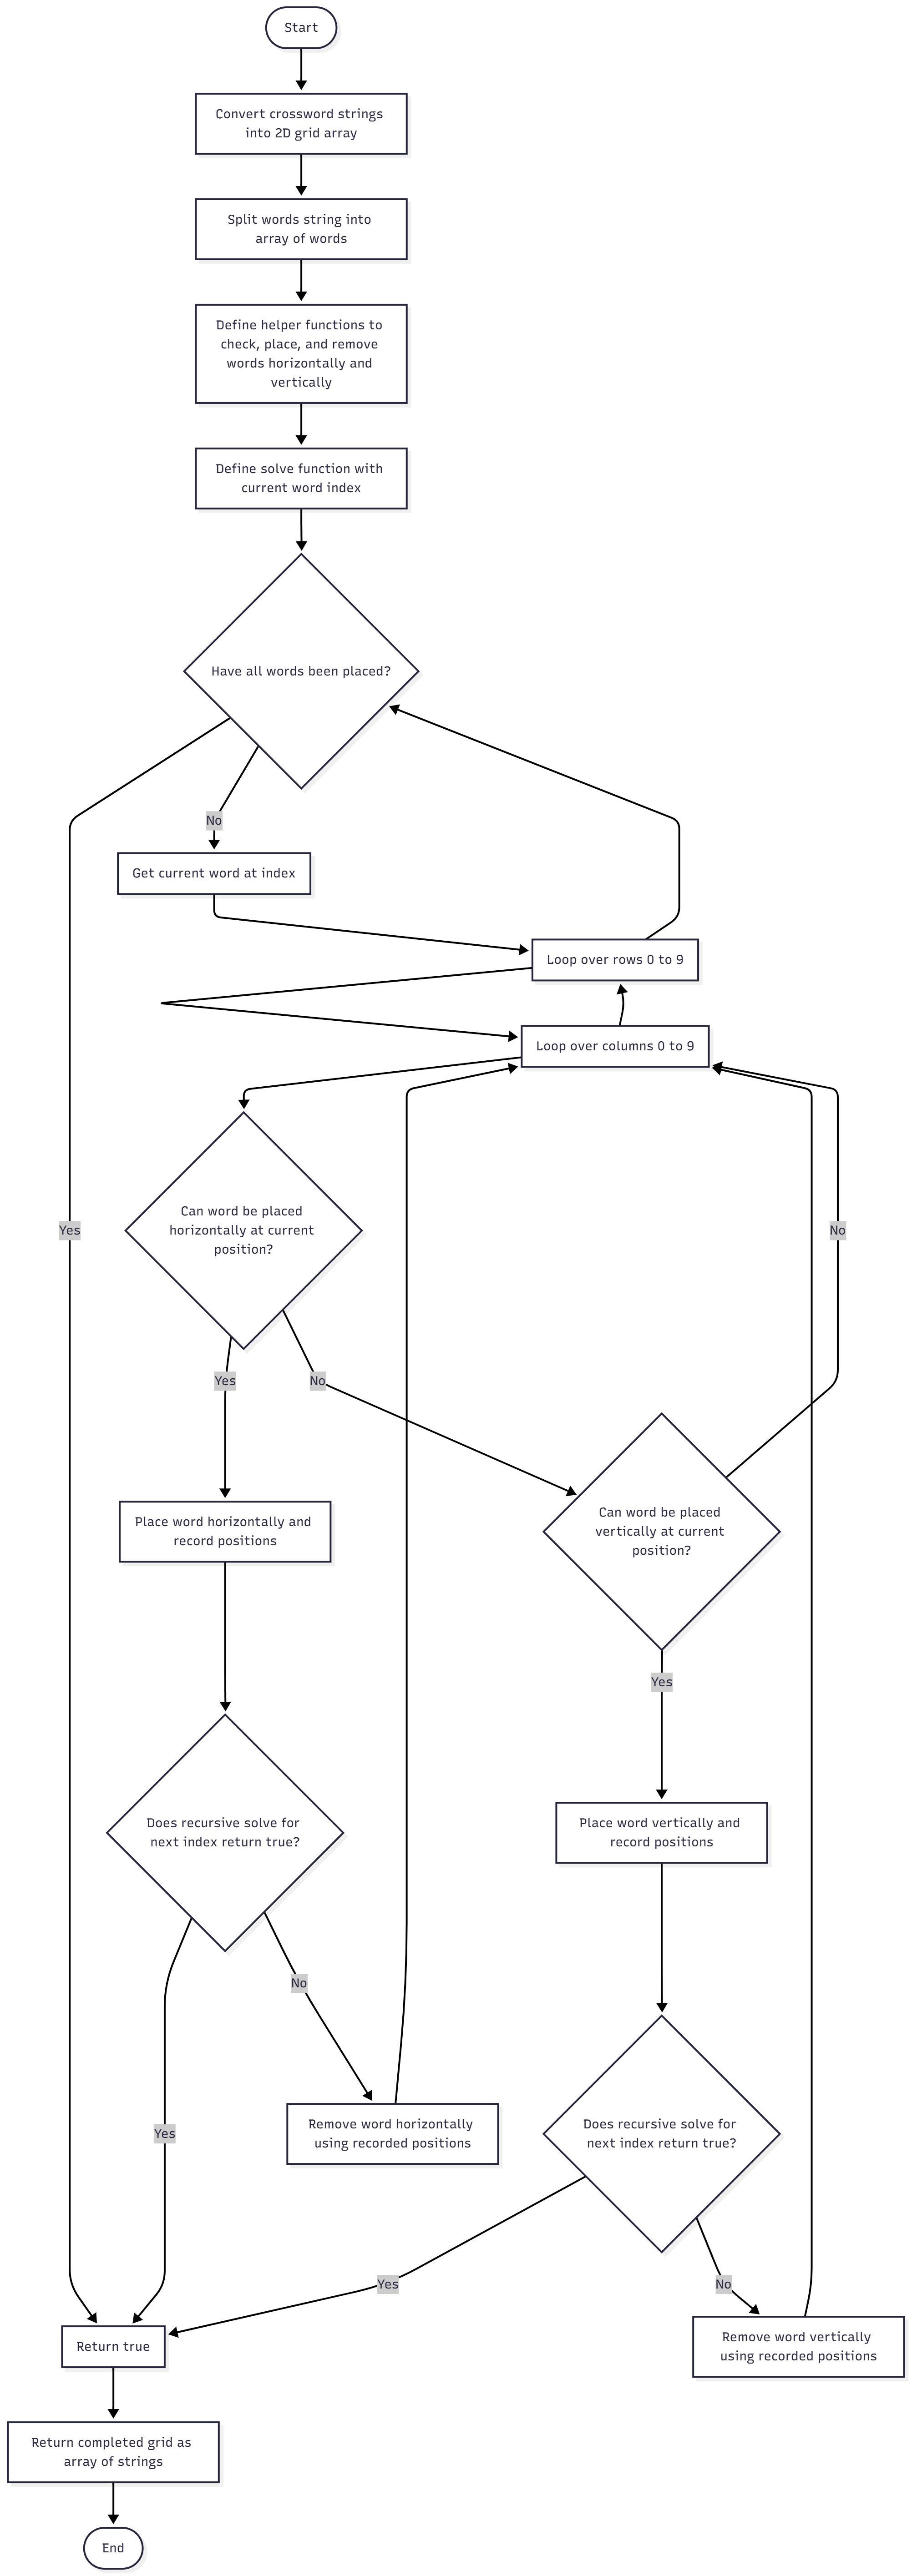 Start
Convert crossword strings
into 2D grid array
Split words string into
array of words
Define helper functions to
check, place, and remove
words horizontally and
vertically
Define solve function with
current word index
Have all words been placed?
No
Get current word at index
Loop over rows 0 to 9
Loop over columns 0 to 9
Can word be placed
horizontally at current
position?
Yes
No
Yes
No
Can word be placed
vertically at current
position?
Place word horizontally and
record positions
Yes
Does recursive solve for
next index return true?
Place word vertically and
record positions
No
Remove word horizontally
using recorded positions
Yes
Does recursive solve for
next index return true?
Yes
No
Return true
Remove word vertically
using recorded positions
Return completed grid as
array of strings
End